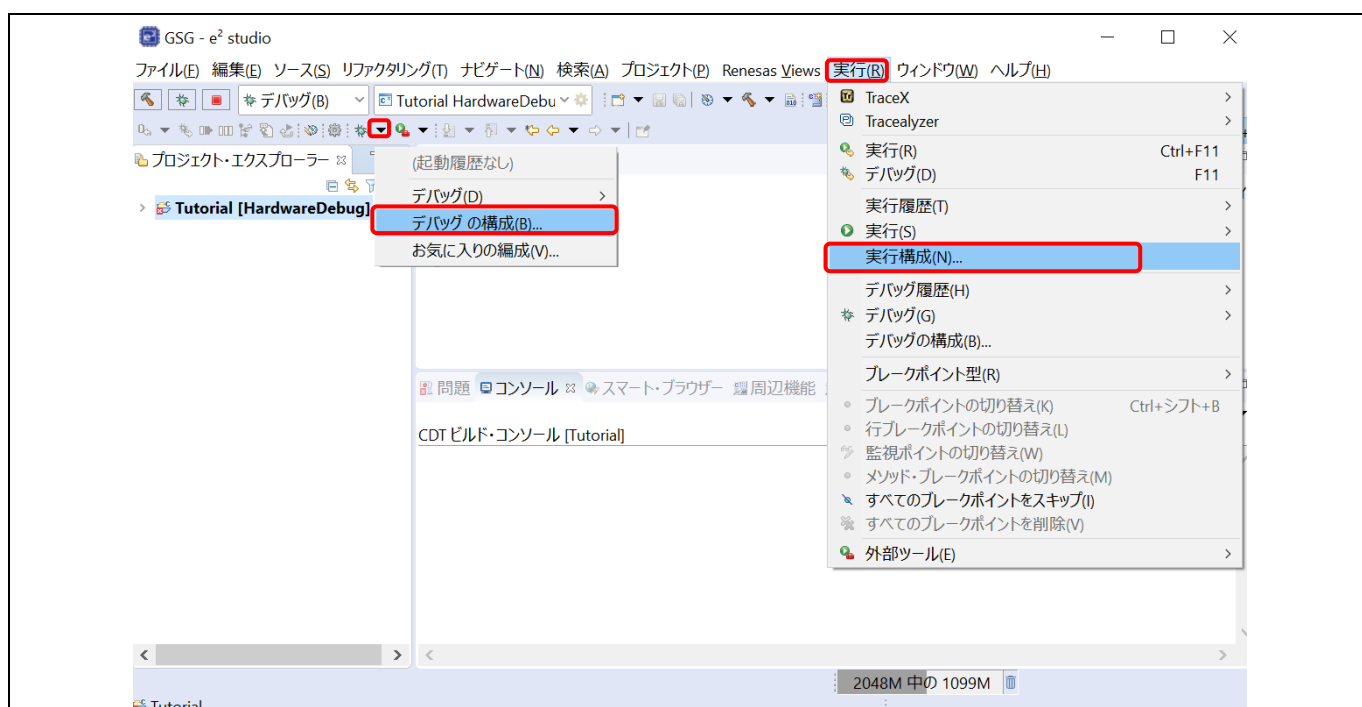 GSG - e² studio
ファイル(F) 編集(E) ソース(S) リファクタリング(T) ナビゲート(N) 検索(A) プロジェクト(P) Renesas Views 実行(R) ウィンドウ(W) ヘルプ(H)
デバッグ(B) Tutorial HardwareDebu
プロジェクト・エクスプローラー
Tutorial [HardwareDebug]
(起動履歴なし)
デバッグ(D)
デバッグ の構成(B)...
お気に入りの編成(V)...
TraceX
Tracealyzer
実行(R) Ctrl+F11
デバッグ(D) F11
実行履歴(T)
実行(S)
実行構成(N)...
デバッグ履歴(H)
デバッグ(G)
デバッグの構成(B)...
ブレークポイント型(R)
ブレークポイントの切り替え(K) Ctrl+シフト+B
行ブレークポイントの切り替え(L)
監視ポイントの切り替え(W)
メソッド・ブレークポイントの切り替え(M)
すべてのブレークポイントをスキップ(I)
すべてのブレークポイントを削除(V)
外部ツール(E)
問題 コンソール スマート・ブラウザー 周辺機能
CDT ビルド・コンソール [Tutorial]
2048M 中の 1099M
Tutorial